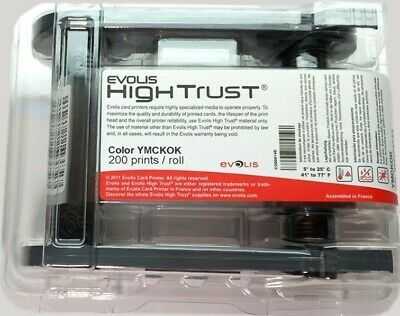 EVOLIS
HIGHTRUST®
Evolis card printers require highly specialized media to operate properly. To
maximize the quality and durability of printed cards, the lifespan of the print
head and the overall printer reliability, use Evolis High Trust® material only.
The use of material other than Evolis High Trust® may be prohibited by law
and, in all cases, will result in the Evolis warranty being void.
Color YMCKOK
200 prints / roll
evolis
5° to 25° C
41° to 77° F
© 2011 Evolis Card Printer. All rights reserved.
Evolis and Evolis High Trust® are either registered trademarks or trade-
marks of Evolis Card Printer in France and/or other countries.
Discover the whole Evolis High Trust® supplies on evolis.com
Assembled in France